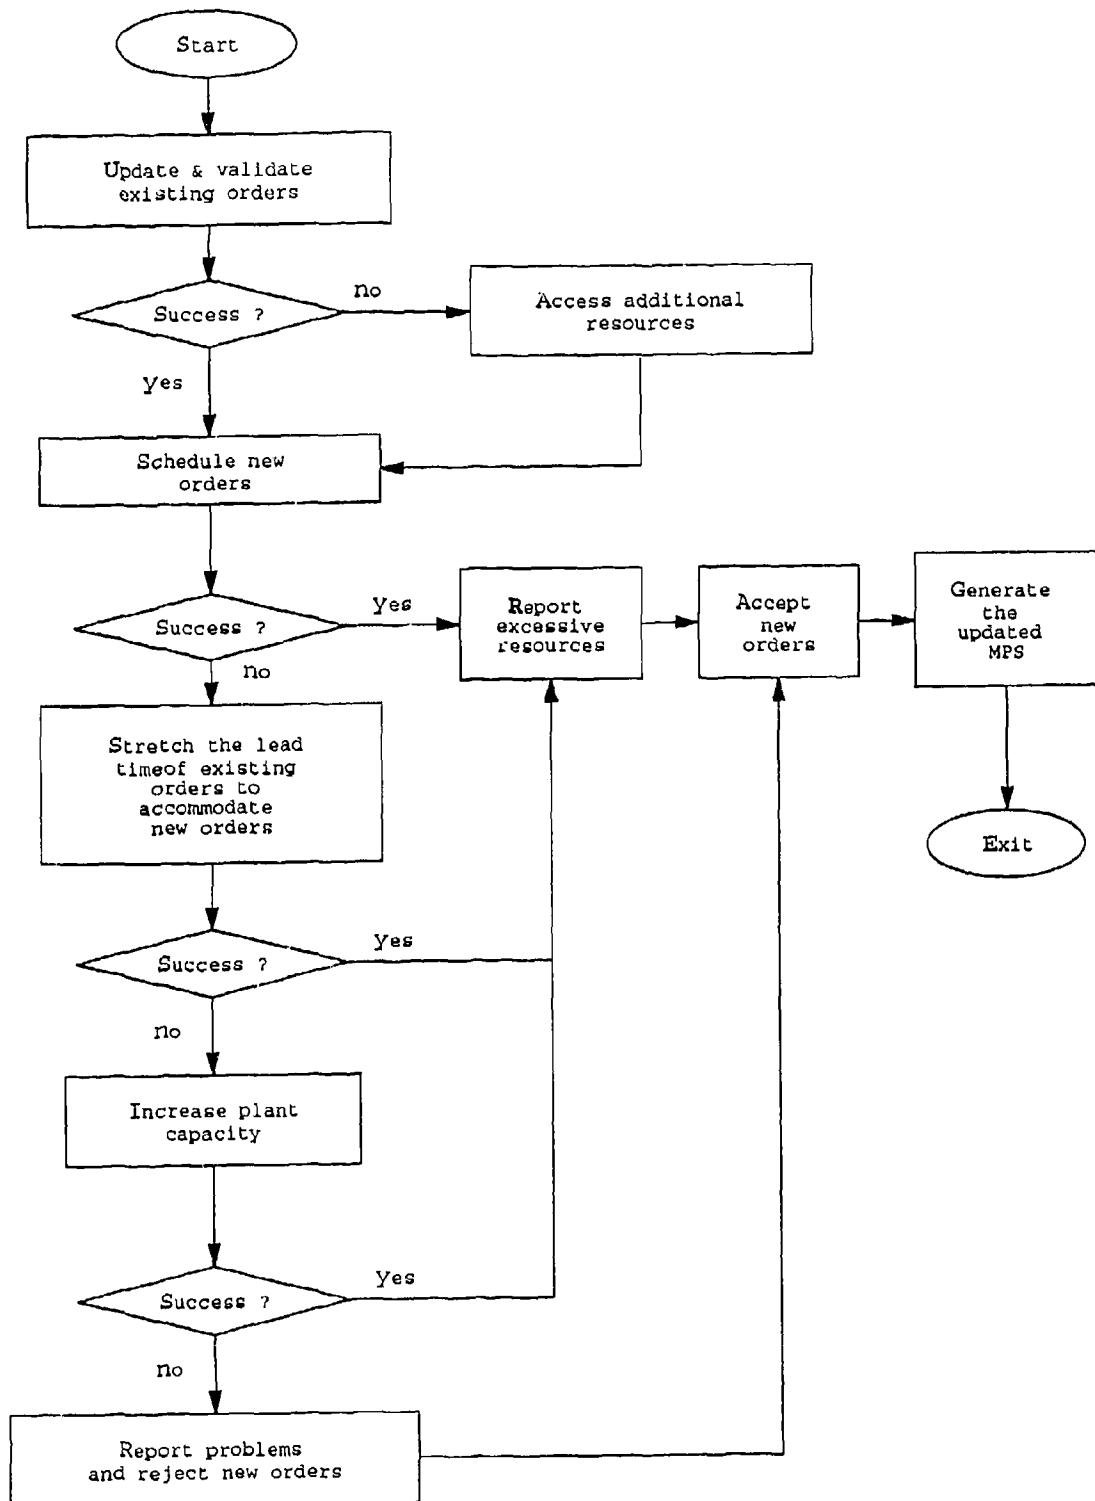 Start
Update & validate
existing orders
Success ?
no
Access additional
resources
yes
Schedule new
orders
Success ?
yes
Report
excessive
resources
Accept
new
orders
Generate
the
updated
MPS
no
Stretch the lead
timeof existing
orders to
accommodate
new orders
Exit
Success ?
yes
no
Increase plant
capacity
Success ?
yes
no
Report problems
and reject new orders